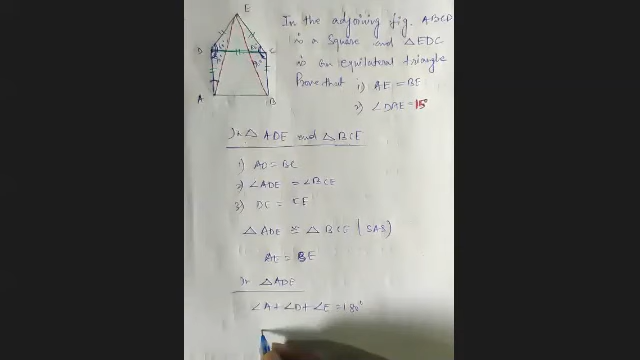 E
In the adjoining fig. ABCD
is a Square and △EDC
is an equilateral triangle
Prove that i) AE = BE
2) ∠DAE = 15°
D C
A B
In △ ADE and △ BCE
1) AD = BC
2) ∠ADE = ∠BCE
3) DE = CE
△ ADE ≅ △ BCE (SAS)
AE = BE
In △ADE
∠A + ∠D + ∠E = 180°